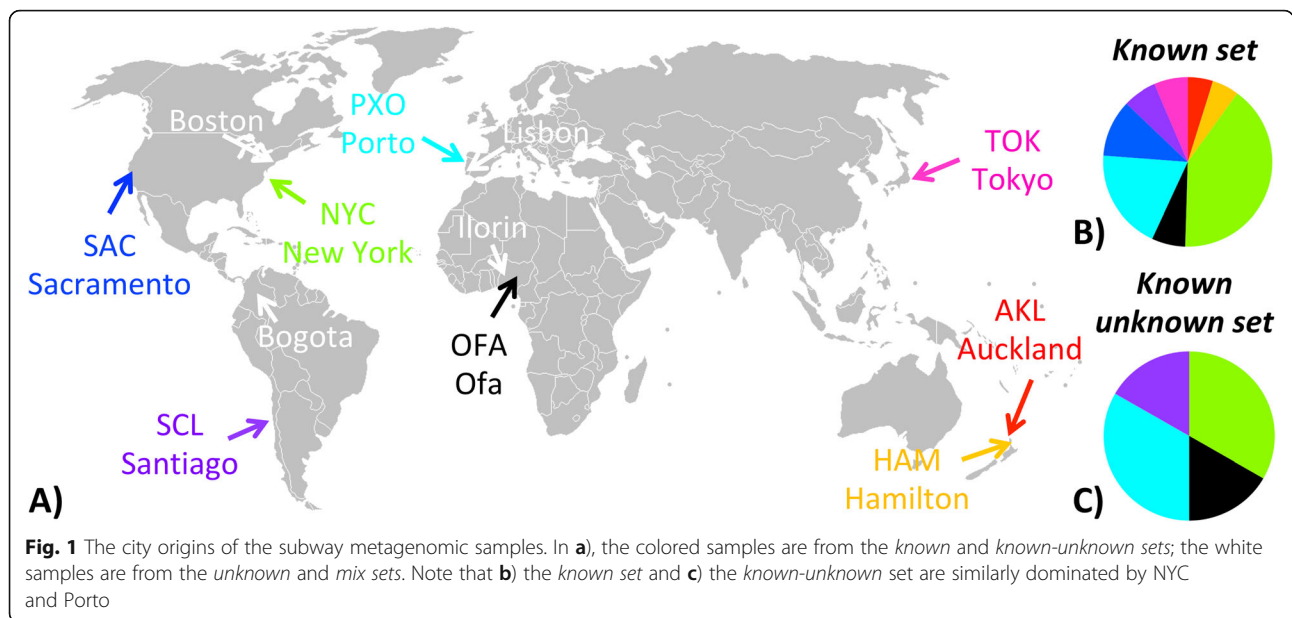 Known set
PXO
Porto
Boston
Lisbon
TOK
Tokyo
NYC
New York
Ilorin
B)
SAC
Sacramento
Known
unknown set
Bogota
OFA
Ofa
AKL
Auckland
SCL
Santiago
HAM
Hamilton
A)
C)
Fig. 1 The city origins of the subway metagenomic samples. In a), the colored samples are from the known and known-unknown sets; the white
samples are from the unknown and mix sets. Note that b) the known set and c) the known-unknown set are similarly dominated by NYC
and Porto